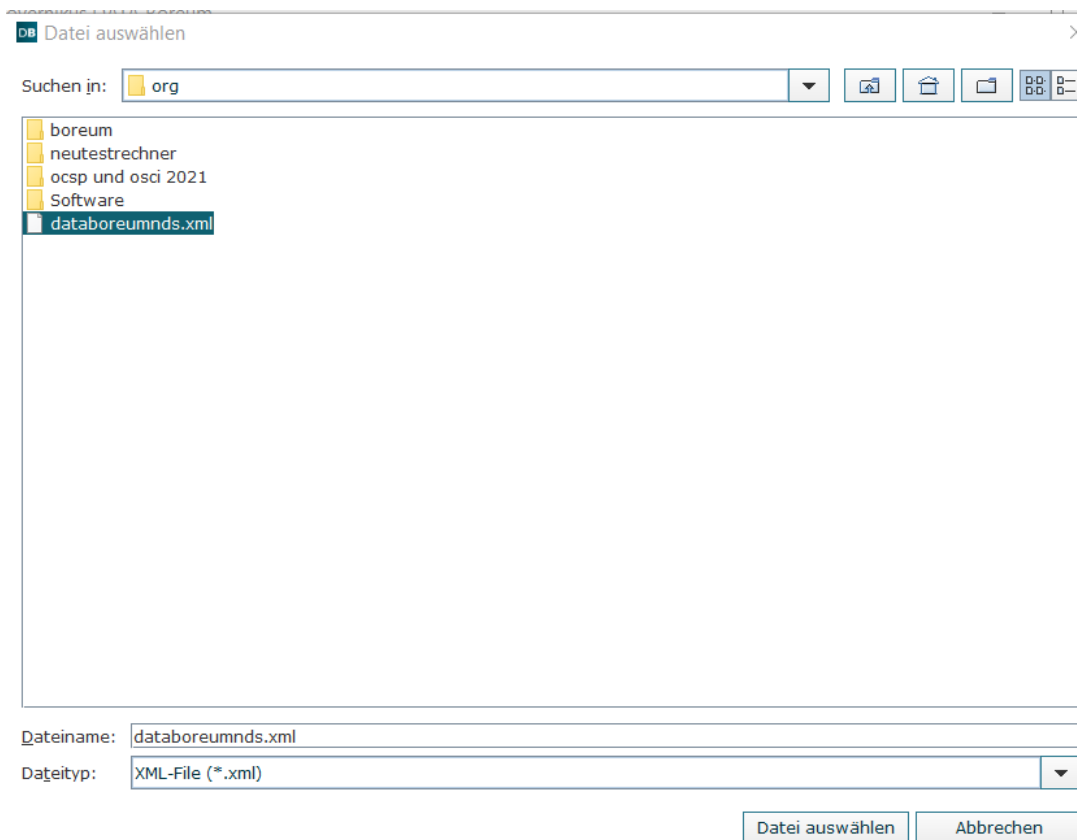 DB Datei auswählen
Suchen in: org
boreum
neutestrechner
ocsp und osci 2021
Software
databoreumnds.xml
Dateiname: databoreumnds.xml
Dateityp: XML-File (*.xml)
Datei auswählen Abbrechen